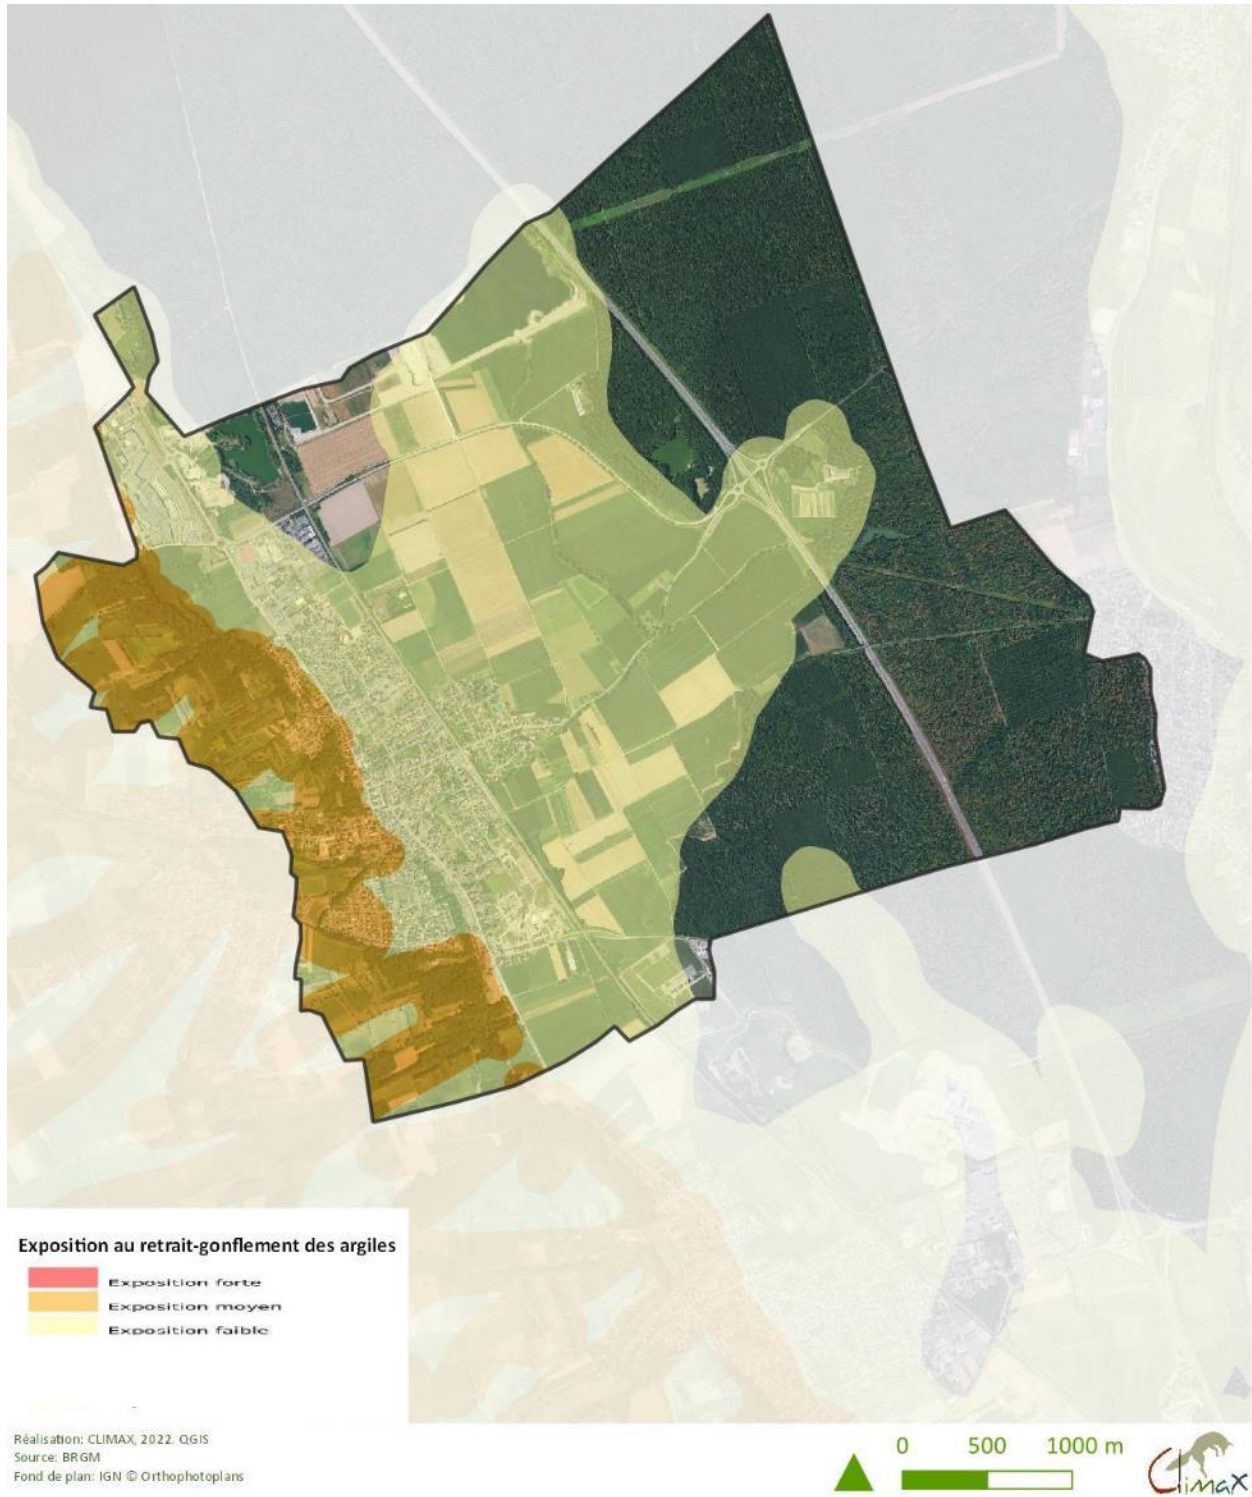 Exposition au retrait-gonflement des argiles
Exposition forte
Exposition moyen
Exposition faible
Réalisation: CLIMAX, 2022. QGIS
Source: BRGM
Fond de plan: IGN © Orthophotoplans
0 500 1000 m
Climax